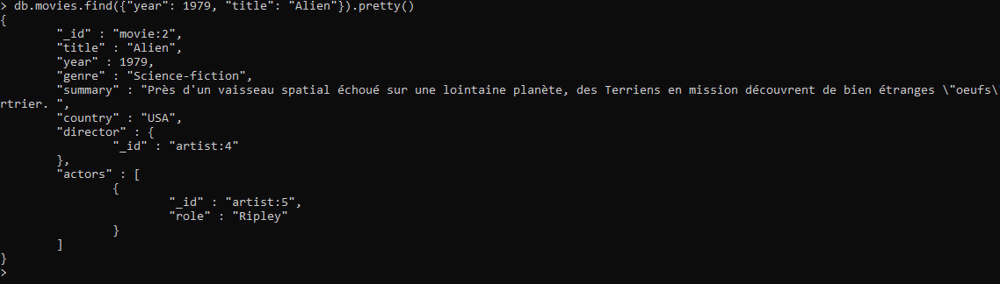 > db.movies.find({"year": 1979, "title": "Alien"}).pretty()
{
"_id" : "movie:2",
"title" : "Alien",
"year" : 1979,
"genre" : "Science-fiction",
"summary" : "Près d'un vaisseau spatial échoué sur une lointaine planète, des Terriens en mission découvrent de bien étranges \"oeufs\
rtrier. ",
"country" : "USA",
"director" : {
"_id" : "artist:4"
},
"actors" : [
{
"_id" : "artist:5",
"role" : "Ripley"
}
]
}
>